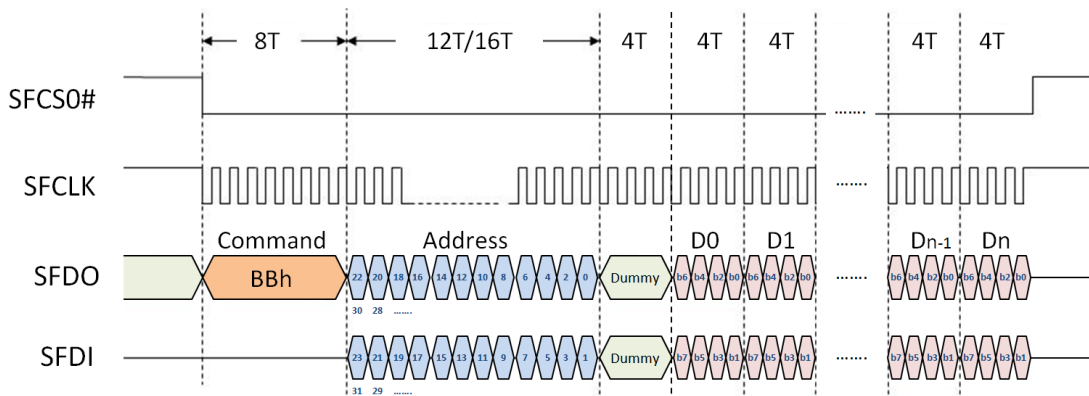 8T 12T/16T 4T 4T 4T 4T 4T
SFCS0# .......
SFCLK .......
Command Address D0 D1 Dn-1 Dn
SFDO BBh 22 20 18 16 14 12 10 8 6 4 2 0 Dummy b6 b4 b2 b0 b6 b4 b2 b0 ....... b6 b4 b2 b0 b6 b4 b2 b0
30 28 .......
SFDI 23 21 19 17 15 13 11 9 7 5 3 1 Dummy b7 b5 b3 b1 b7 b5 b3 b1 ....... b7 b5 b3 b1 b7 b5 b3 b1
31 29 .......